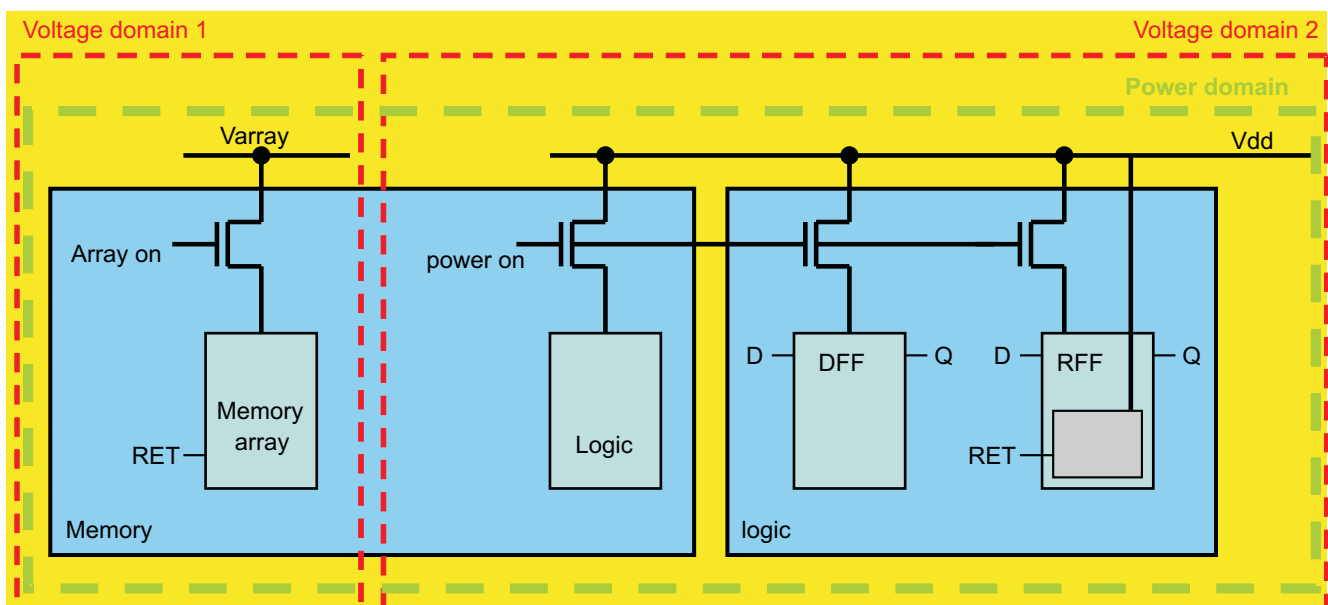 Voltage domain 1
Voltage domain 2
Power domain
Varray
Vdd
Array on
power on
D
DFF
Q
D
RFF
Q
Memory
array
RET
Logic
RET
Memory
logic